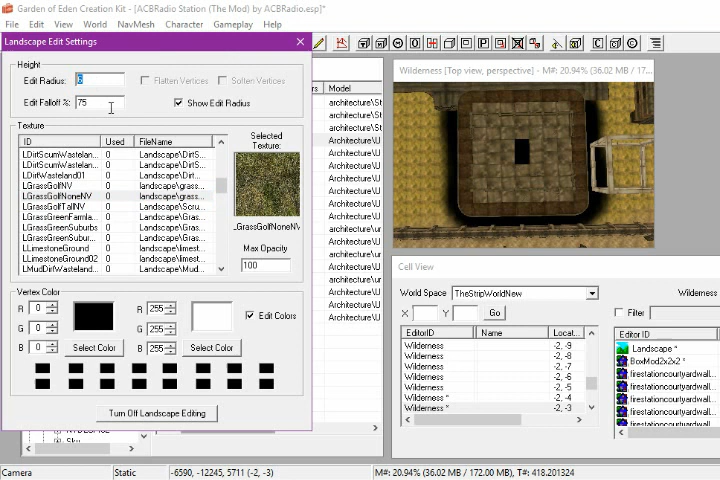 Garden of Eden Creation Kit - [ACBRadio Station (The Mod) by ACBRadio.esp]*
File Edit View World NavMesh Character Gameplay Help
Landscape Edit Settings
Height
Edit Radius: 6
Flatten Vertices
Soften Vertices
Edit Falloff %: 75
Show Edit Radius
Texture
ID Used FileName
LDirtScumWastelan... 0 Landscape\DirtS...
LDirtScumWastelan... 0 Landscape\DirtS...
LDirtWasteland01 0 Landscape\DirtS...
LGrassGolfNV 0 Landscape\grass...
LGrassGolfNoneNV 0 Landscape\grass...
LGrassGolfTallNV 0 Landscape\Scru...
LGrassGreenFarmla... 0 Landscape\Gras...
LGrassGreenSuburbs 0 Landscape\Gras...
LGrassGreenSubur... 0 Landscape\Gras...
LLimestoneGround 0 Landscape\limest...
LLimestoneGround02 0 Landscape\limest...
LMudDirtWasteland... 0 Landscape\Mud...
Selected
Texture:
LGrassGolfNoneNV
Max Opacity
100
Vertex Color
R 0
G 0
B 0
R 255
G 255
B 255
Edit Colors
Select Color
Select Color
Turn Off Landscape Editing
Model
architecture\St
architecture\St
architecture\St
Architecture\U
Architecture\U
Architecture\U
Architecture\U
Architecture\U
Architecture\U
architecture\ur
architecture\ur
Architecture\U
Architecture\U
Architecture\U
Architecture\U
Architecture\U
Wilderness [Top view, perspective] - M#: 20.94% (36.02 MB / 172....
Cell View
World Space TheStripWorldNew
Wilderness
X Y Go
Filter
EditorID Name Locat...
Wilderness -2, -9
Wilderness -2, -8
Wilderness -2, -7
Wilderness -2, -6
Wilderness -2, -5
Wilderness * -2, -4
Wilderness * -2, -3
Editor ID
Landscape *
BoxMod2x2x2 *
firestationcourtyardwall...
firestationcourtyardwall...
firestationcourtyardwall...
firestationcourtyardwall...
Camera
Static
-6590, -12245, 5711 (-2, -3)
M#: 20.94% (36.02 MB / 172.00 MB), T#: 418.201324